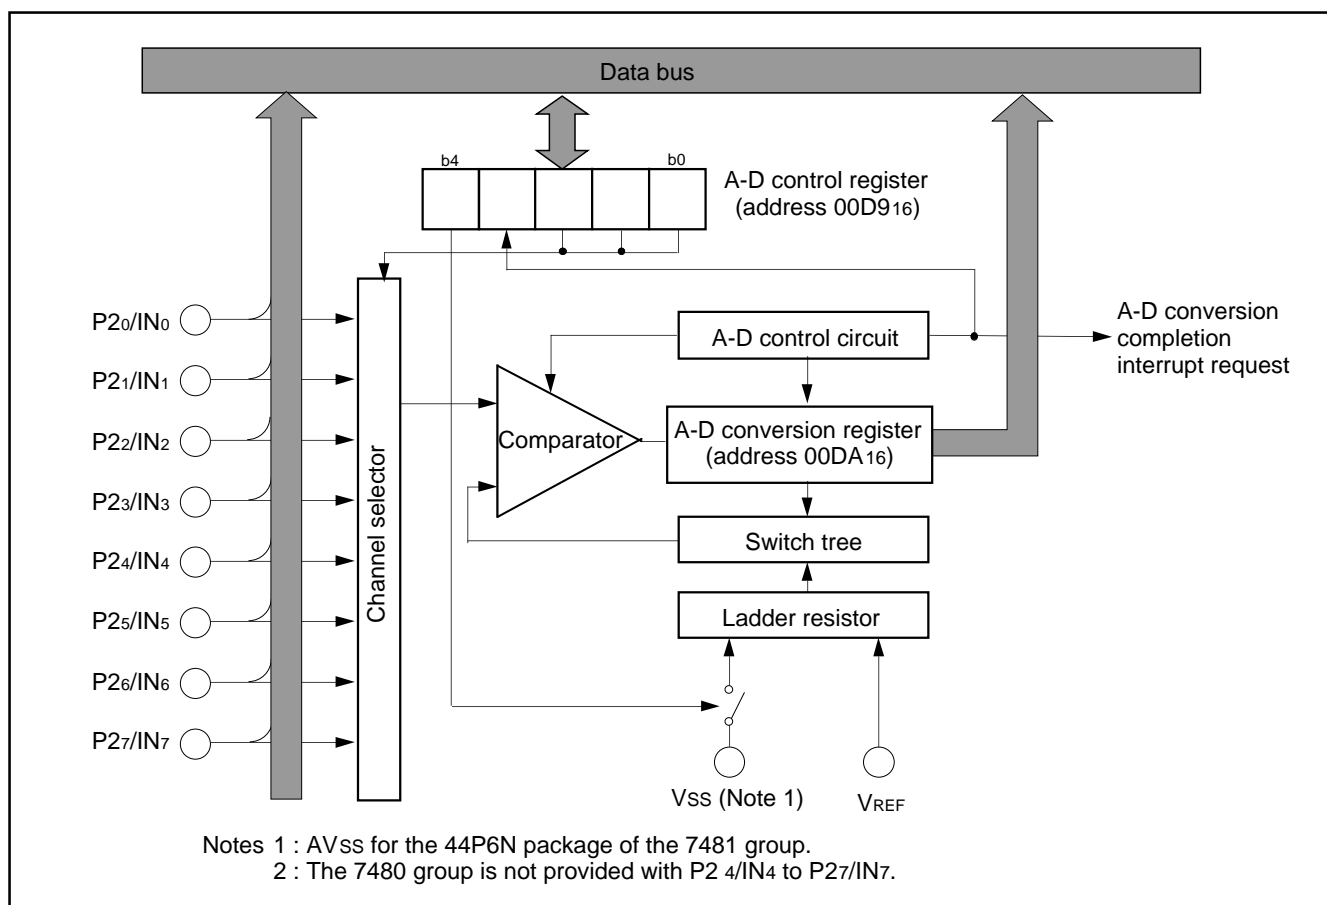 Data bus
b4
b0
A-D control register
(address 00D916)
P20/IN0
P21/IN1
P22/IN2
P23/IN3
P24/IN4
P25/IN5
P26/IN6
P27/IN7
Channel selector
Comparator
A-D control circuit
A-D conversion
completion
interrupt request
A-D conversion register
(address 00DA16)
Switch tree
Ladder resistor
VSS (Note 1)
VREF
Notes 1 : AVSS for the 44P6N package of the 7481 group.
2 : The 7480 group is not provided with P2 4/IN4 to P27/IN7.